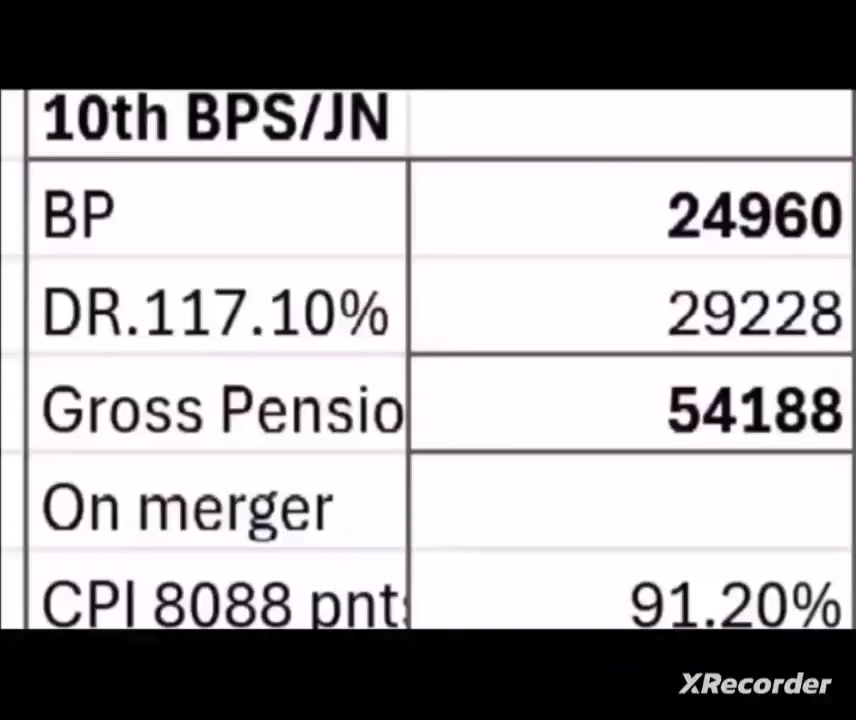 10th BPS/JN
BP 24960
DR.117.10% 29228
Gross Pensio 54188
On merger
CPI 8088 pnts 91.20%
XRecorder